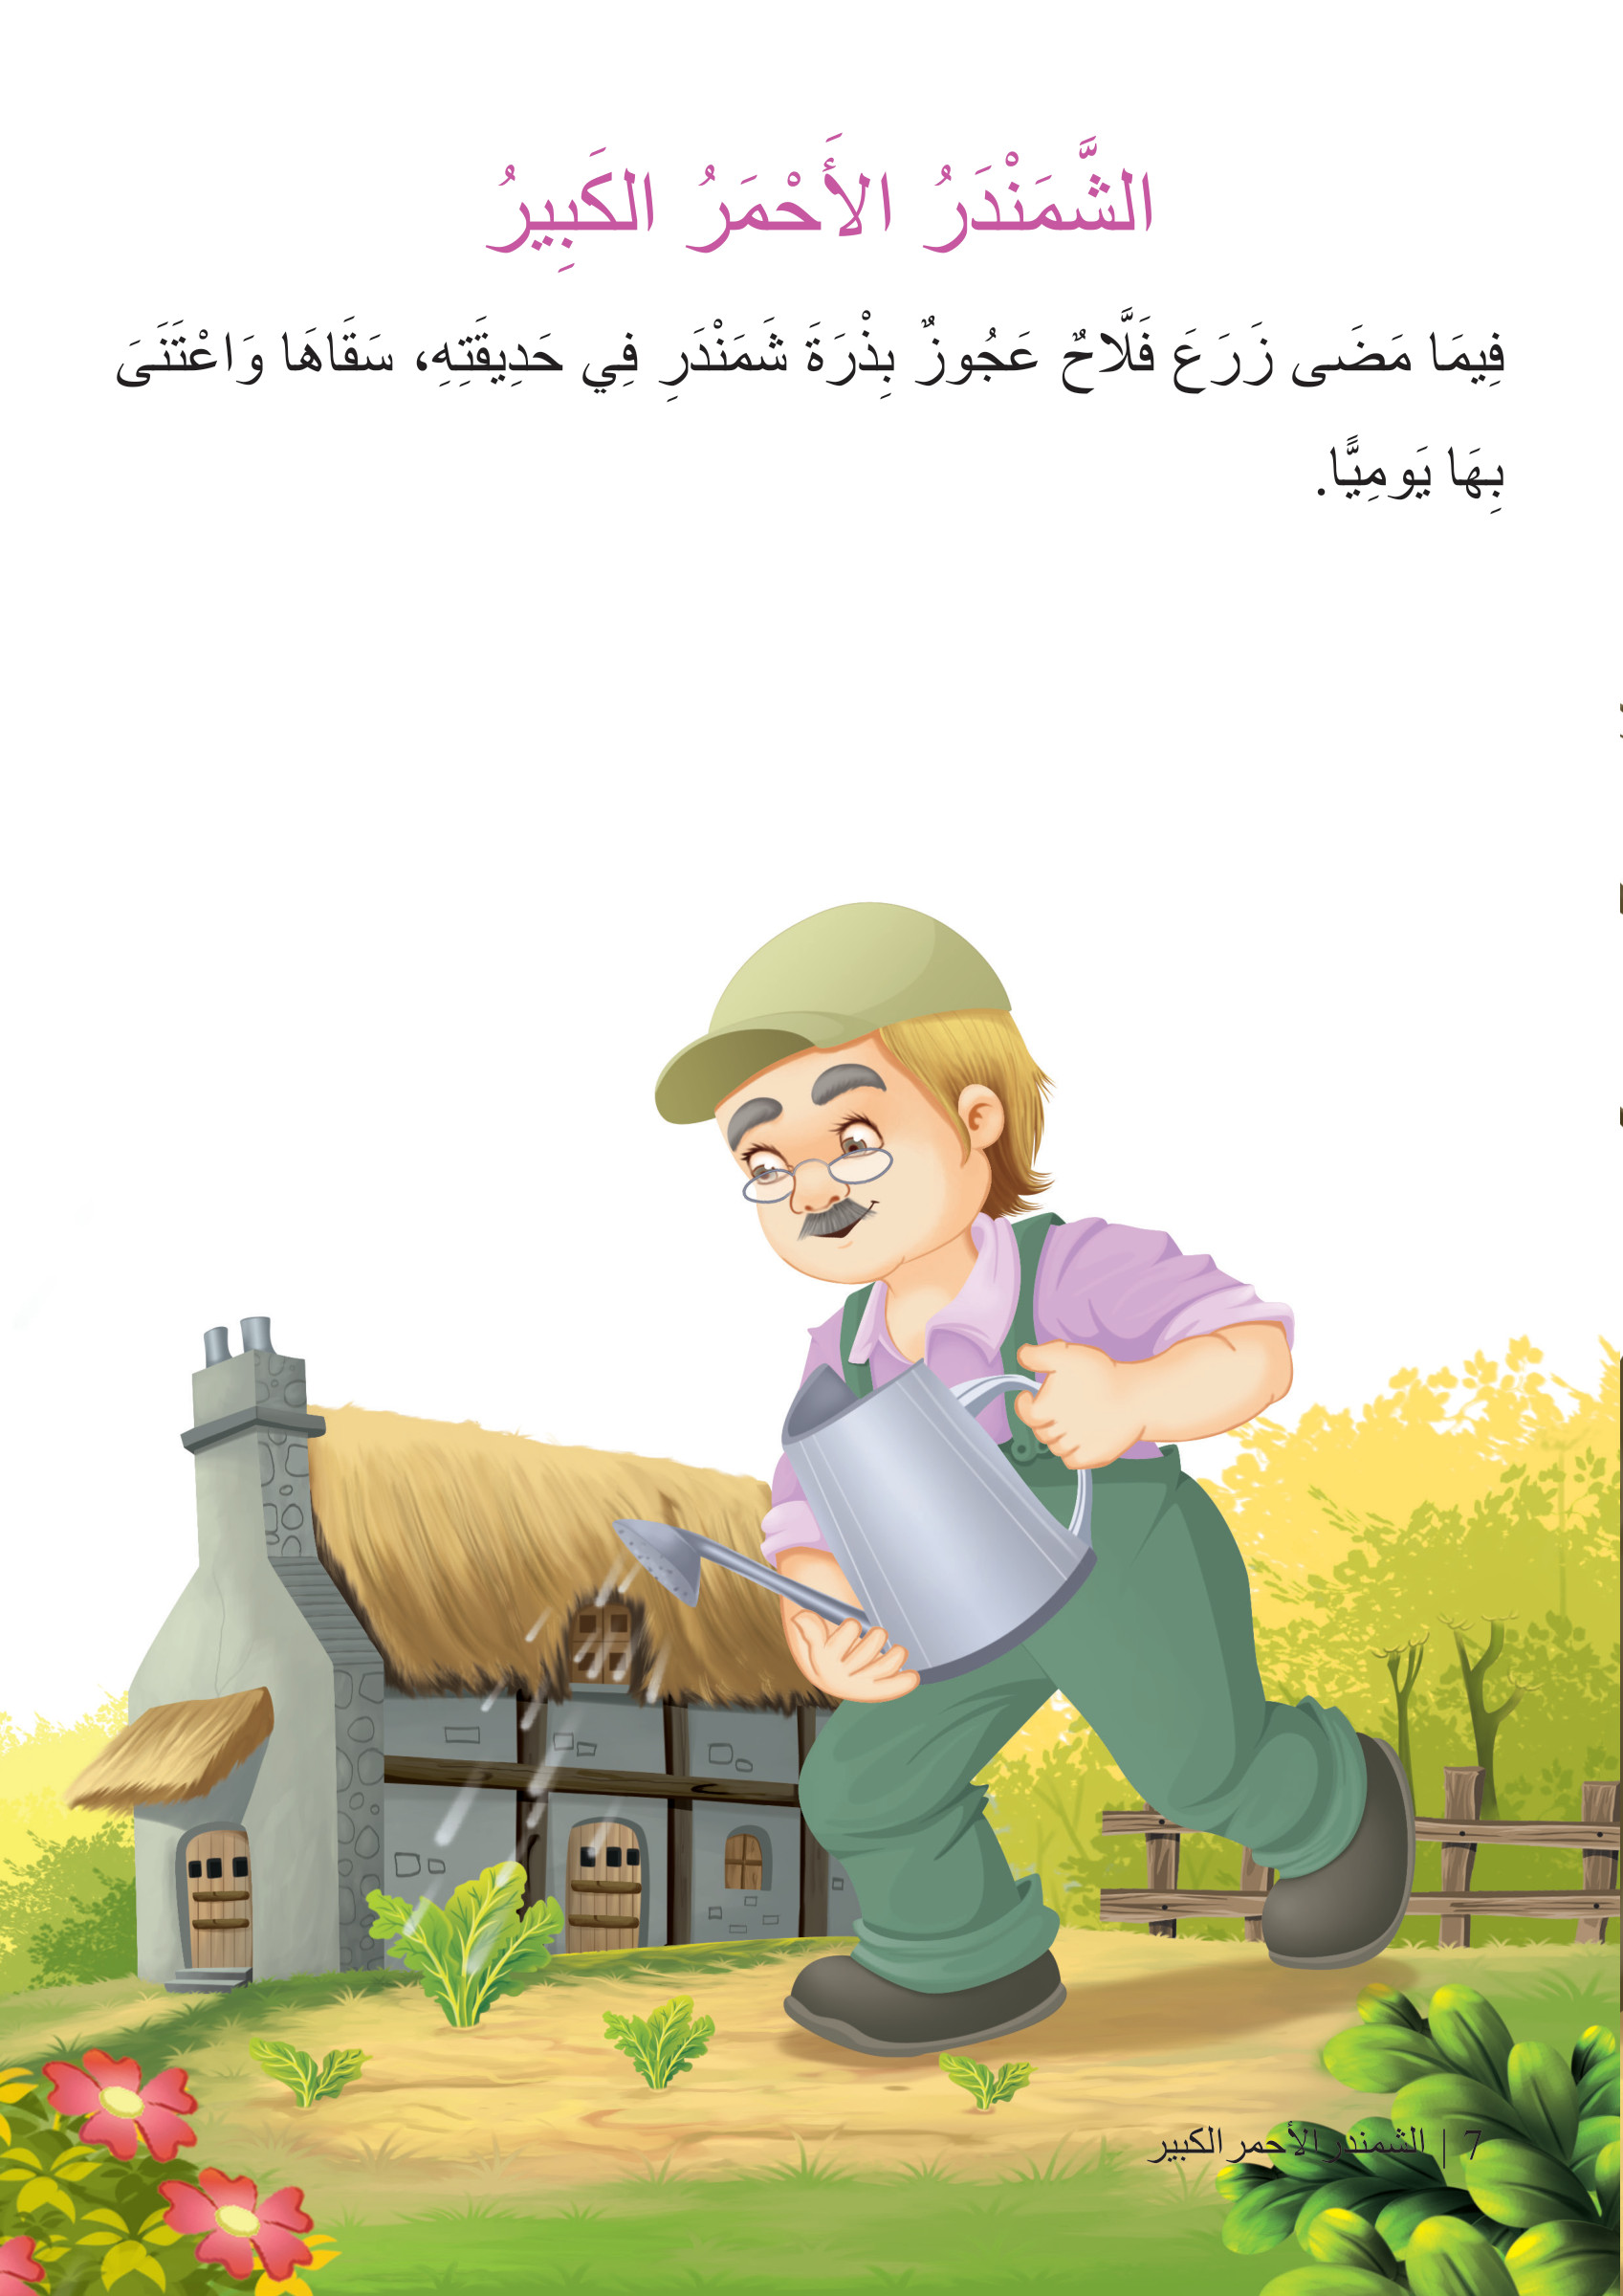 الشَّمَنْدَرُ الأَحْمَرُ الكَبِيرُ
فِيمَا مَضَى زَرَعَ فَلَّاحٌ عَجُوزٌ بِذْرَةَ شَمَنْدَرِ فِي حَدِيقَتِهِ، سَقَاهَا وَاعْتَنَىَ
بِهَا يَومِيًّا.
7 | الشمندر الأحمر الكبير